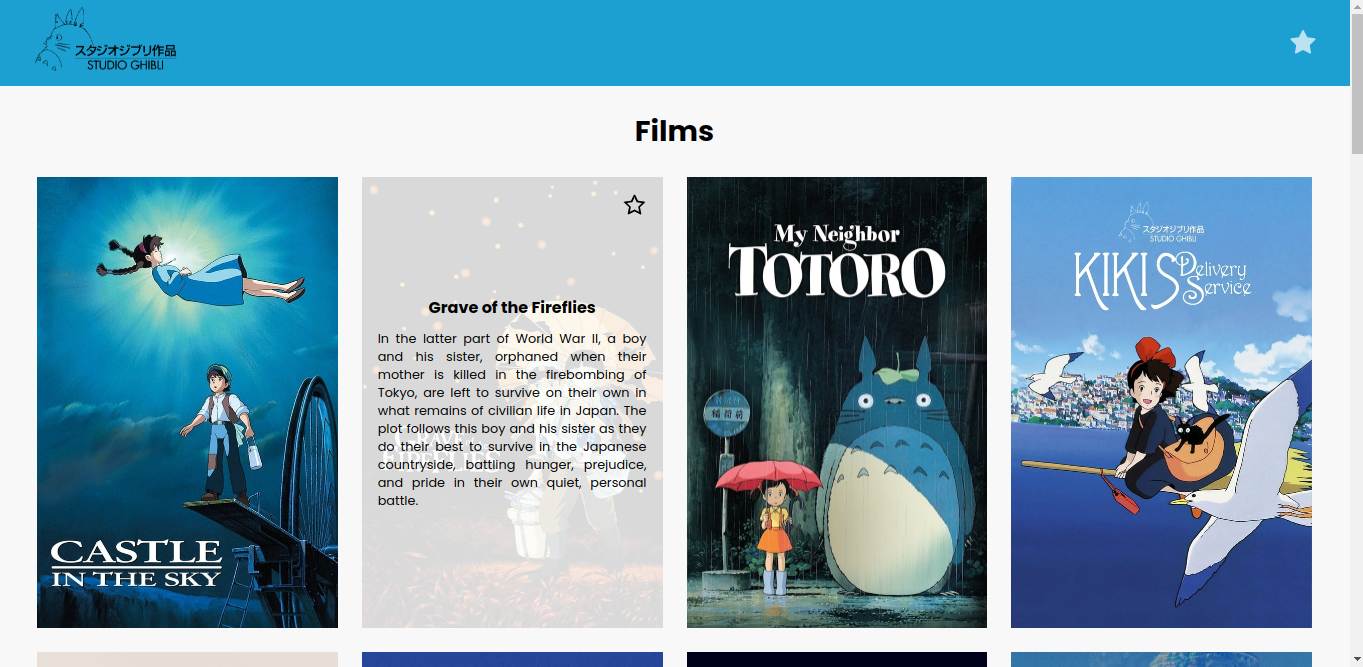 スタジオジブリ作品
STUDIO GHIBLI
Films
CASTLE
IN THE SKY
Grave of the Fireflies
In the latter part of World War II, a boy
and his sister, orphaned when their
mother is killed in the firebombing of
Tokyo, are left to survive on their own in
what remains of civilian life in Japan. The
plot follows this boy and his sister as they
do their best to survive in the Japanese
countryside, battling hunger, prejudice,
and pride in their own quiet, personal
battle.
My Neighbor
TOTORO
稲荷前
スタジオジブリ作品
STUDIO GHIBLI
KIKI'S Delivery
Service